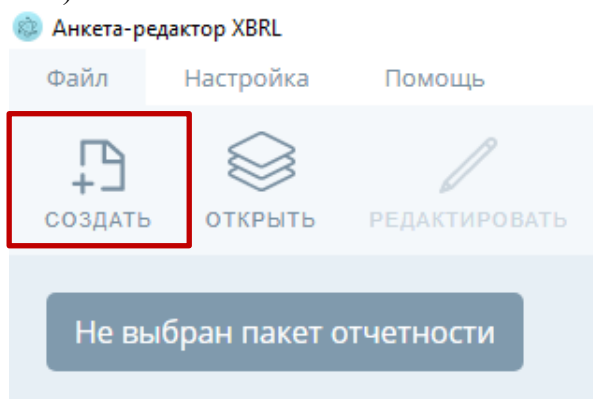 Анкета-редактор XBRL
Файл Настройка Помощь
СОЗДАТЬ ОТКРЫТЬ РЕДАКТИРОВАТЬ
Не выбран пакет отчетности